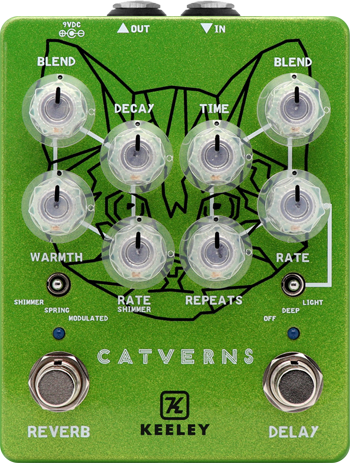 9VDC
OUT
IN
BLEND
BLEND
DECAY
TIME
WARMTH
RATE
SHIMMER
REPEATS
RATE
SHIMMER
SPRING
MODULATED
LIGHT
DEEP
OFF
CATVERNS
REVERB
KEELEY
DELAY